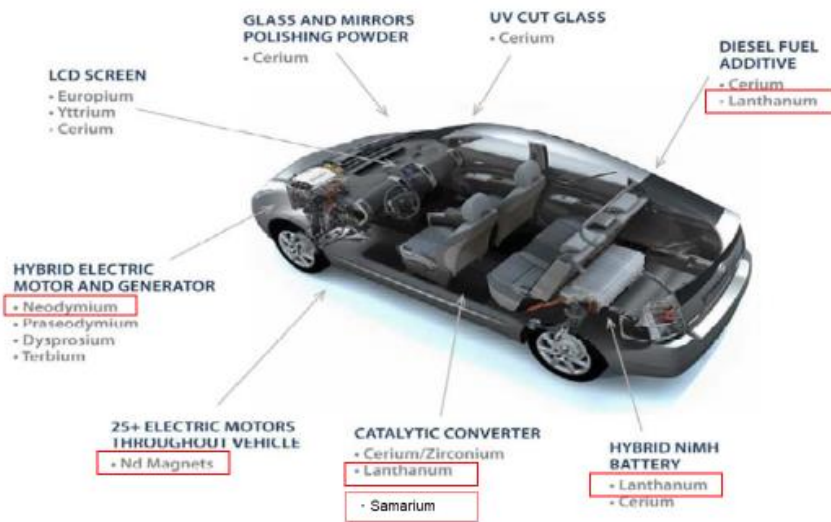 GLASS AND MIRRORS
POLISHING POWDER
• Cerium
UV CUT GLASS
• Cerium
DIESEL FUEL
ADDITIVE
• Cerium
• Lanthanum
LCD SCREEN
• Europium
• Yttrium
• Cerium
HYBRID ELECTRIC
MOTOR AND GENERATOR
• Neodymium
• Praseodymium
• Dysprosium
• Terbium
25+ ELECTRIC MOTORS
THROUGHOUT VEHICLE
• Nd Magnets
CATALYTIC CONVERTER
• Cerium/Zirconium
• Lanthanum
· Samarium
HYBRID NiMH
BATTERY
• Lanthanum
• Cerium